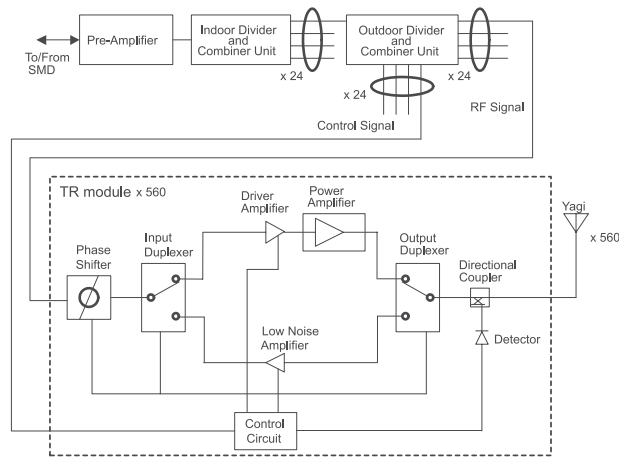 To/From
SMD
Pre-Amplifier
Indoor Divider
and
Combiner Unit
x 24
Outdoor Divider
and
Combiner Unit
x 24
x 24
Control Signal
RF Signal
TR module x 560
Phase
Shifter
Input
Duplexer
Driver
Amplifier
Power
Amplifier
Output
Duplexer
Directional
Coupler
Yagi
x 560
Low Noise
Amplifier
Detector
Control
Circuit